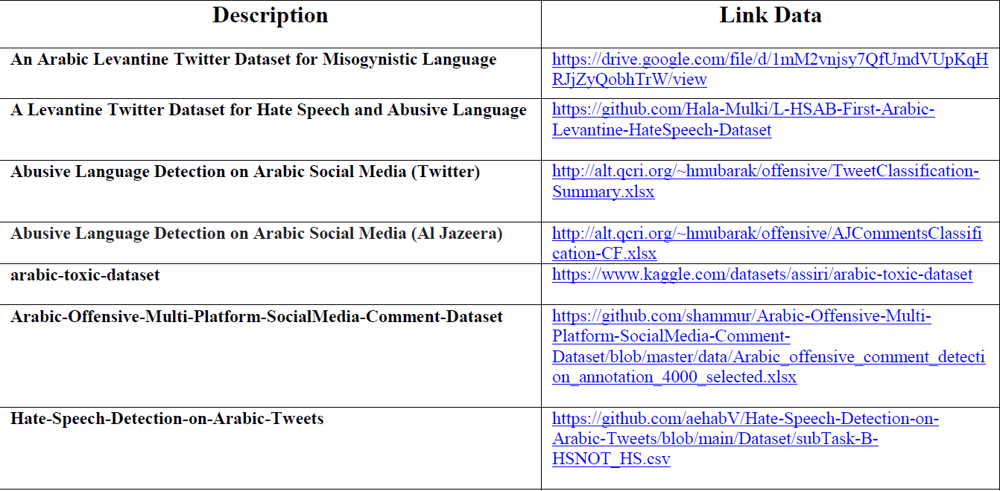 Description
Link Data
An Arabic Levantine Twitter Dataset for Misogynistic Language
https://drive.google.com/file/d/1mM2vnjsy7QfUmdVUpKqH
RJjZyQobhTrW/view
A Levantine Twitter Dataset for Hate Speech and Abusive Language
https://github.com/Hala-Mulki/L-HSAB-First-Arabic-
Levantine-HateSpeech-Dataset
Abusive Language Detection on Arabic Social Media (Twitter)
http://alt.qcri.org/~hmubarak/offensive/TweetClassification-
Summary.xlsx
Abusive Language Detection on Arabic Social Media (Al Jazeera)
http://alt.qcri.org/~hmubarak/offensive/AJCommentsClassifi
cation-CF.xlsx
arabic-toxic-dataset
https://www.kaggle.com/datasets/assiri/arabic-toxic-dataset
Arabic-Offensive-Multi-Platform-SocialMedia-Comment-Dataset
https://github.com/shammur/Arabic-Offensive-Multi-
Platform-SocialMedia-Comment-
Dataset/blob/master/data/Arabic_offensive_comment_detecti
on_annotation_4000_selected.xlsx
Hate-Speech-Detection-on-Arabic-Tweets
https://github.com/aehabV/Hate-Speech-Detection-on-
Arabic-Tweets/blob/main/Dataset/subTask-B-
HSNOT_HS.csv